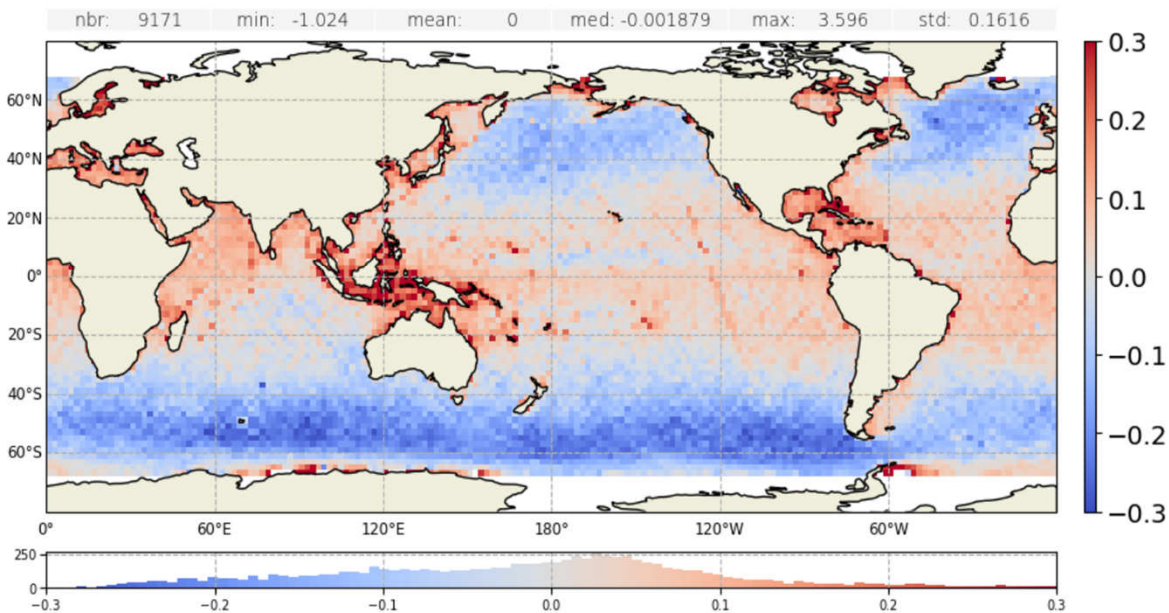 nbr: 9171 min: -1.024 mean: 0 med: -0.001879 max: 3.596 std: 0.1616
0.3
60°N
0.2
40°N
0.1
20°N
0°
0.0
20°S
−0.1
40°S
−0.2
60°S
−0.3
0° 60°E 120°E 180° 120°W 60°W
250
0
−0.3 −0.2 −0.1 0.0 0.1 0.2 0.3